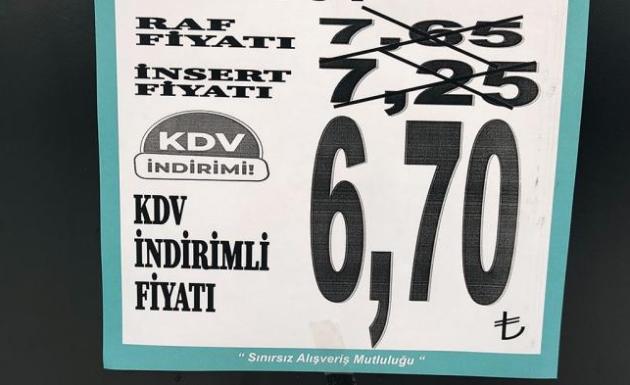 RAF
FİYATI
7,65
İNSERT
FİYATI
7,25
KDV
İNDİRİMİ!
KDV
İNDİRİMLİ
FİYATI
6,70
₺
" Sınırsız Alışveriş Mutluluğu "